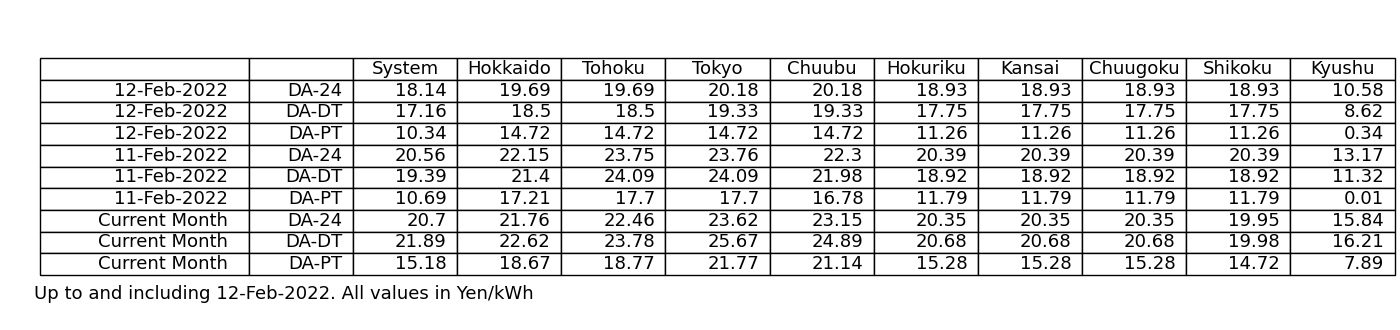 System Hokkaido Tohoku Tokyo Chuubu Hokuriku Kansai Chuugoku Shikoku Kyushu
12-Feb-2022 DA-24 18.14 19.69 19.69 20.18 20.18 18.93 18.93 18.93 18.93 10.58
12-Feb-2022 DA-DT 17.16 18.5 18.5 19.33 19.33 17.75 17.75 17.75 17.75 8.62
12-Feb-2022 DA-PT 10.34 14.72 14.72 14.72 14.72 11.26 11.26 11.26 11.26 0.34
11-Feb-2022 DA-24 20.56 22.15 23.75 23.76 22.3 20.39 20.39 20.39 20.39 13.17
11-Feb-2022 DA-DT 19.39 21.4 24.09 24.09 21.98 18.92 18.92 18.92 18.92 11.32
11-Feb-2022 DA-PT 10.69 17.21 17.7 17.7 16.78 11.79 11.79 11.79 11.79 0.01
Current Month DA-24 20.7 21.76 22.46 23.62 23.15 20.35 20.35 20.35 19.95 15.84
Current Month DA-DT 21.89 22.62 23.78 25.67 24.89 20.68 20.68 20.68 19.98 16.21
Current Month DA-PT 15.18 18.67 18.77 21.77 21.14 15.28 15.28 15.28 14.72 7.89
Up to and including 12-Feb-2022. All values in Yen/kWh